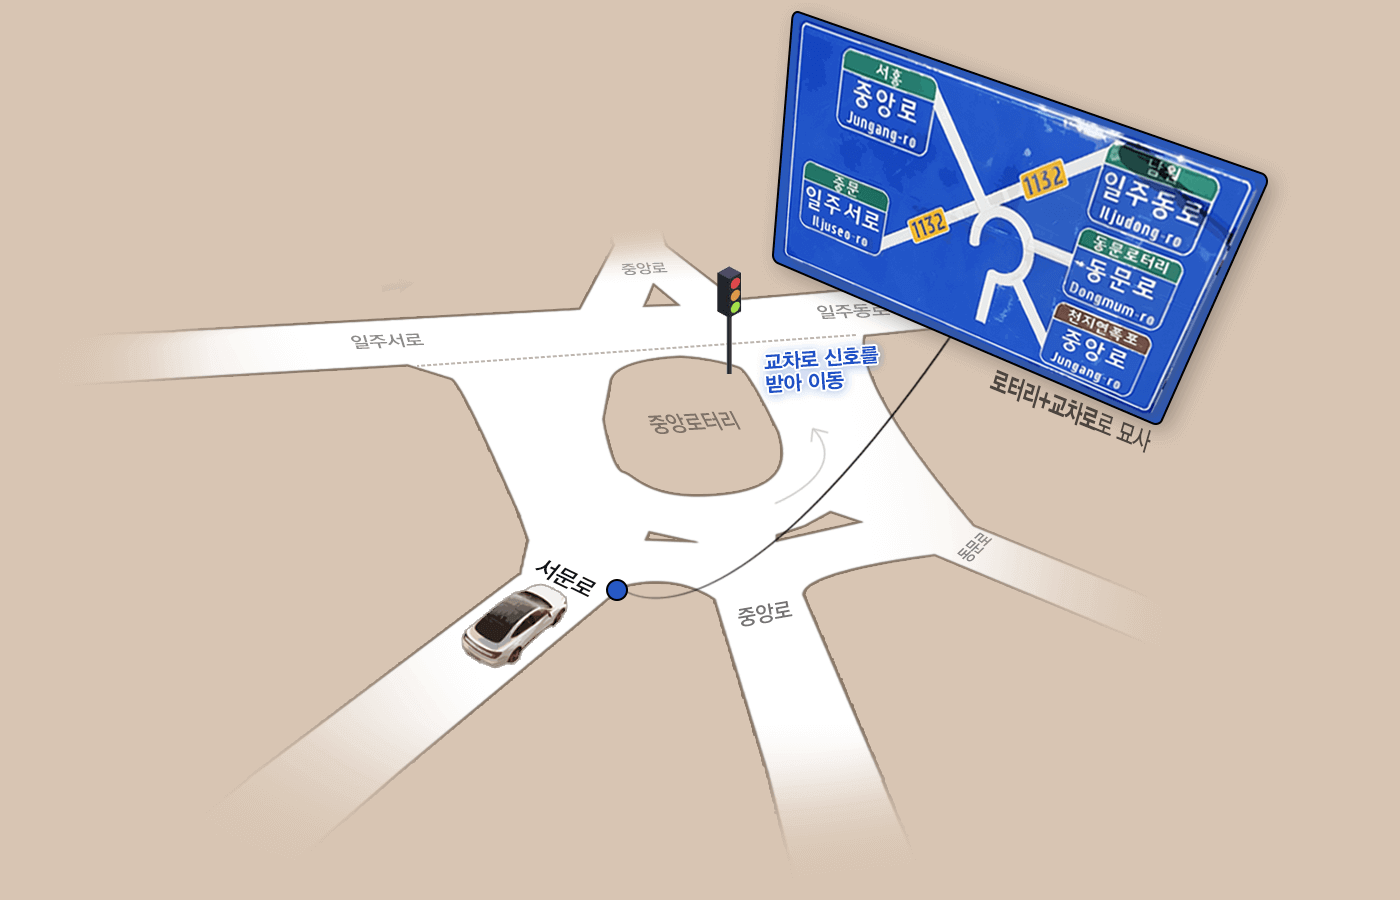 서홍
중앙로
Jungang-ro
중문
일주서로
Iljuseo-ro
1132
1132
남원
일주동로
Iljudong-ro
동문로터리
동문로
Dongmum-ro
천지연폭포
중앙로
Jungang-ro
로터리+교차로로 묘사
중앙로
일주서로
일주동로
교차로 신호를
받아 이동
중앙로터리
동문로
서문로
중앙로